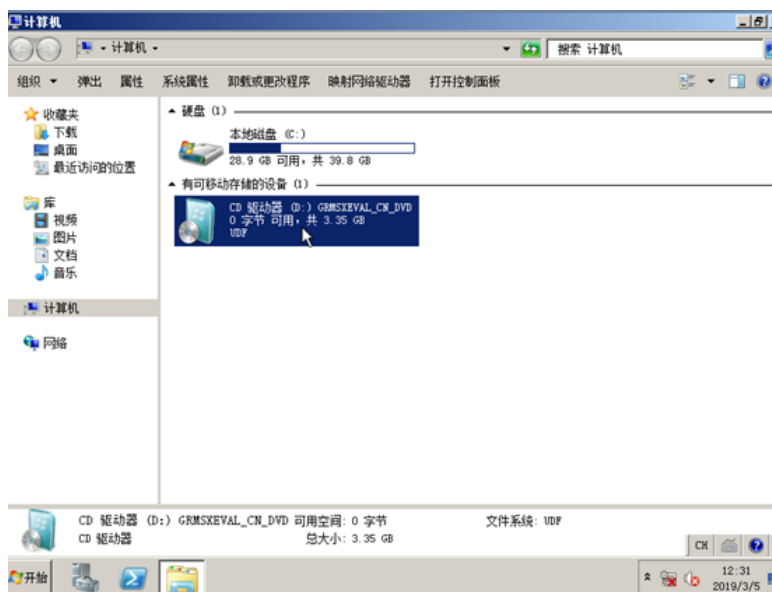 计算机
计算机
搜索 计算机
组织 弹出 属性 系统属性 卸载或更改程序 映射网络驱动器 打开控制面板
收藏夹
下载
桌面
最近访问的位置
库
视频
图片
文档
音乐
计算机
网络
硬盘 (1)
本地磁盘 (C:)
28.9 GB 可用，共 39.8 GB
有可移动存储的设备 (1)
CD 驱动器 (D:) GRMSXEVAL_CN_DVD
0 字节 可用，共 3.35 GB
UDF
CD 驱动器 (D:) GRMSXEVAL_CN_DVD 可用空间: 0 字节 文件系统: UDF
CD 驱动器 总大小: 3.35 GB
CH
开始
12:31
2019/3/5